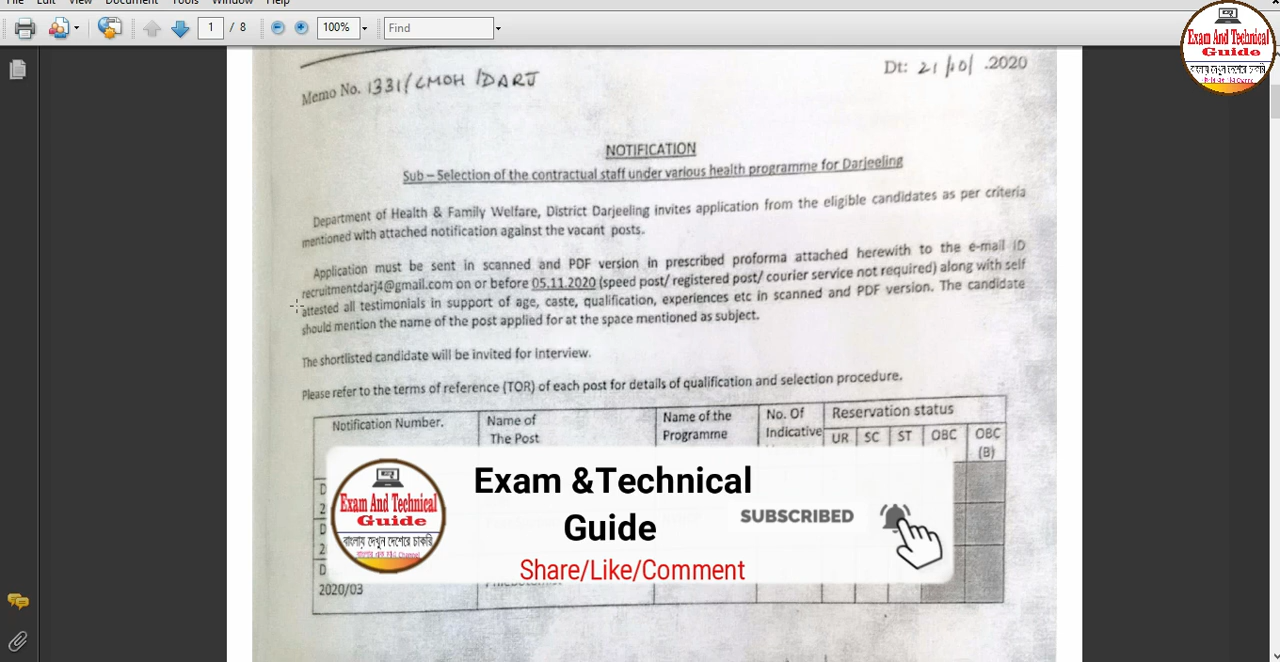 File Edit View Document Tools Window Help
1 / 8 100% Find
Exam And Technical
Guide
বাংলায় দেখুন দেশেরে চাকরি
Memo No. 1331/CMOH/DARJ
Dt: 21/10/.2020
NOTIFICATION
Sub – Selection of the contractual staff under various health programme for Darjeeling
Department of Health & Family Welfare, District Darjeeling invites application from the eligible candidates as per criteria
mentioned with attached notification against the vacant posts.
Application must be sent in scanned and PDF version in prescribed proforma attached herewith to the e-mail ID
recruitmentdarj4@gmail.com on or before 05.11.2020 (speed post/ registered post/ courier service not required) along with self
attested all testimonials in support of age, caste, qualification, experiences etc in scanned and PDF version. The candidate
should mention the name of the post applied for at the space mentioned as subject.
The shortlisted candidate will be invited for interview.
Please refer to the terms of reference (TOR) of each post for details of qualification and selection procedure.
Notification Number. Name of The Post Name of the Programme No. Of Indicative Reservation status
UR SC ST OBC OBC (B)
D
2
D
2
D
2020/03
Exam &Technical
Guide
SUBSCRIBED
Share/Like/Comment
Exam And Technical
Guide
বাংলায় দেখুন দেশেরে চাকরি